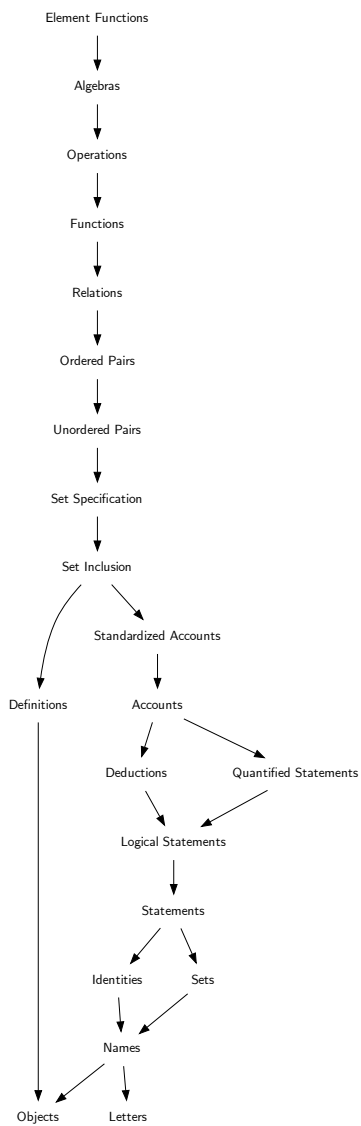 Element Functions
Algebras
Operations
Functions
Relations
Ordered Pairs
Unordered Pairs
Set Specification
Set Inclusion
Standardized Accounts
Definitions
Accounts
Deductions
Quantified Statements
Logical Statements
Statements
Identities
Sets
Names
Objects
Letters